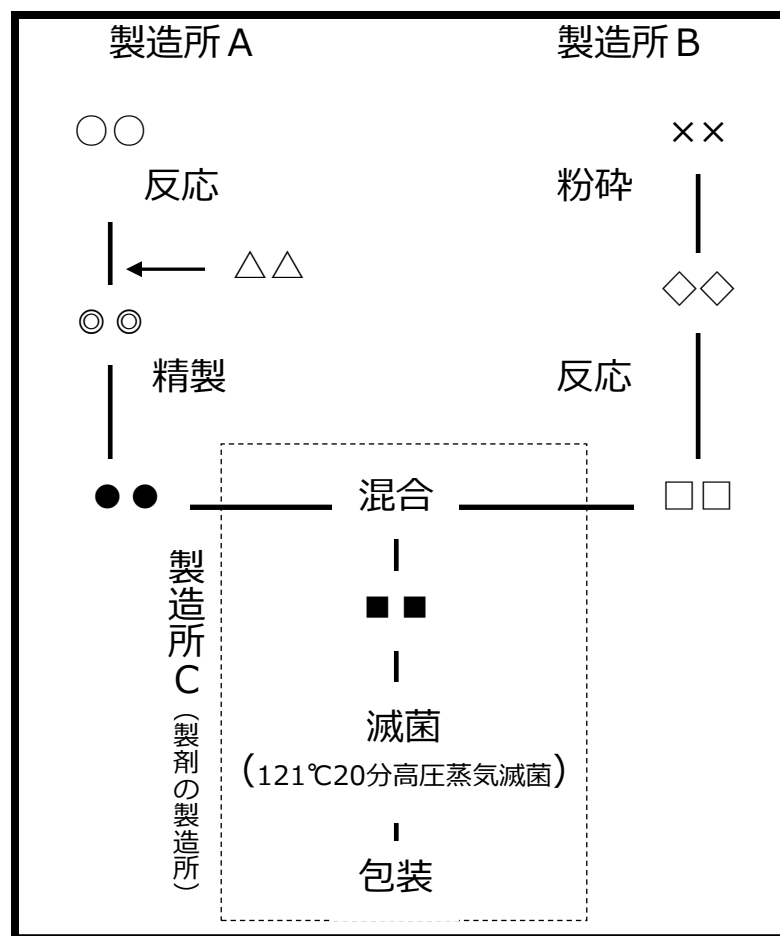 製造所A
製造所B
○○
××
反応
粉砕
△△
◎◎
◇◇
精製
反応
●●
混合
□□
製造所C
(製剤の製造所)
■■
滅菌
(121℃20分高圧蒸気滅菌)
包装